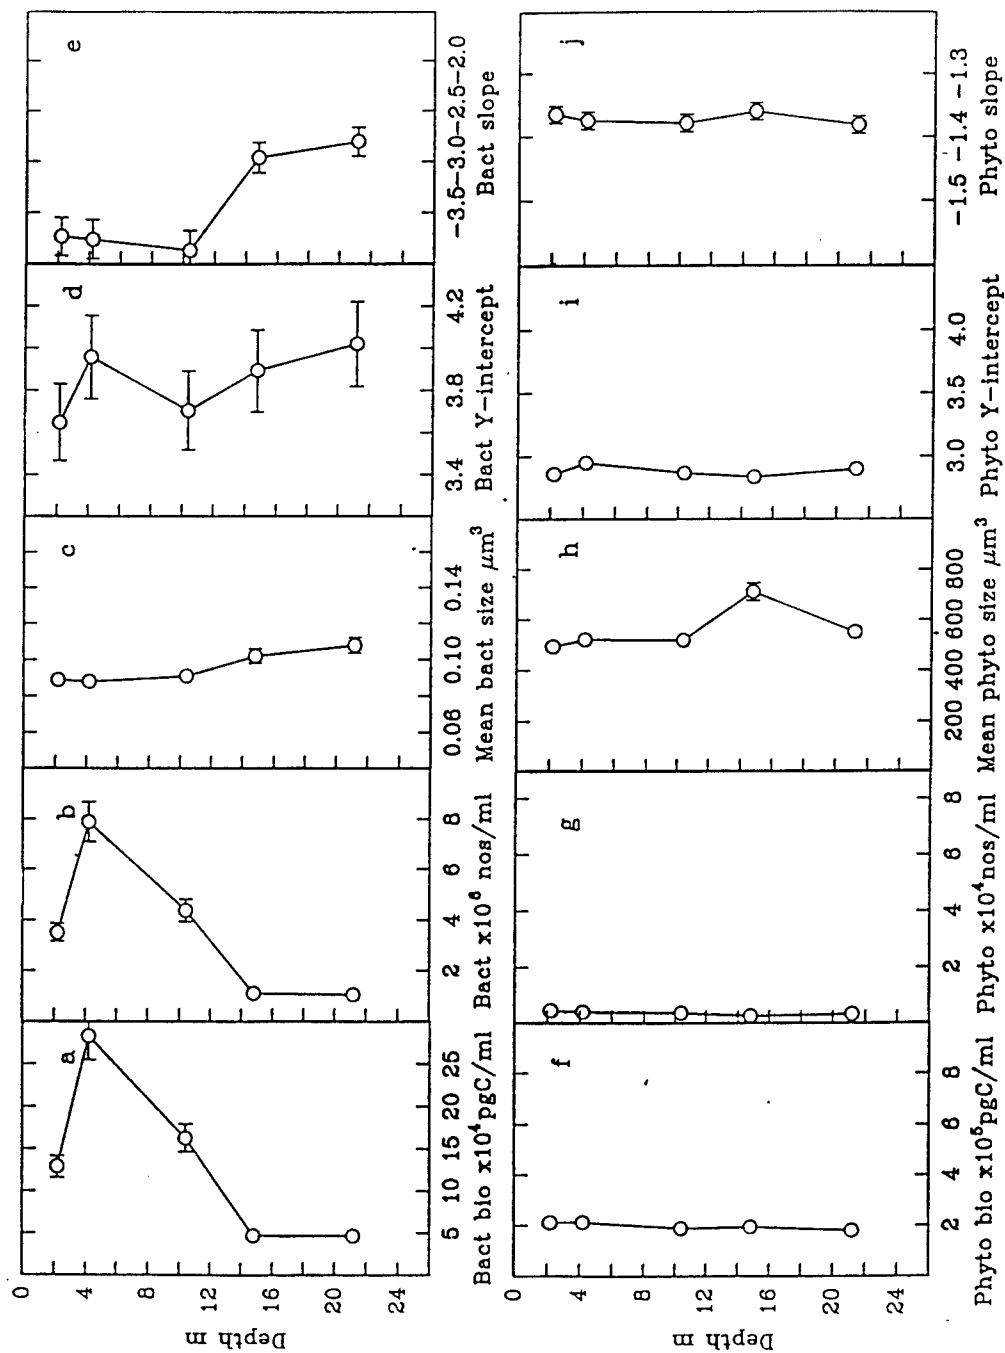 a
b
c
d
e
0
4
8
12
16
20
24
Depth m
5 10 15 20 25
Bact bio x10⁴pgC/ml
2 4 6 8
Bact x10⁶ nos/ml
0.06 0.10 0.14
Mean bact size μm³
3.4 3.8 4.2
Bact Y-intercept
-3.5-3.0-2.5-2.0
Bact slope
f
g
h
i
j
0
4
8
12
16
20
24
Depth m
2 4 6 8
Phyto bio x10⁵pgC/ml
2 4 6 8
Phyto x10⁴nos/ml
200 400 600 800
Mean phyto size μm³
3.0 3.5 4.0
Phyto Y-intercept
-1.5 -1.4 -1.3
Phyto slope